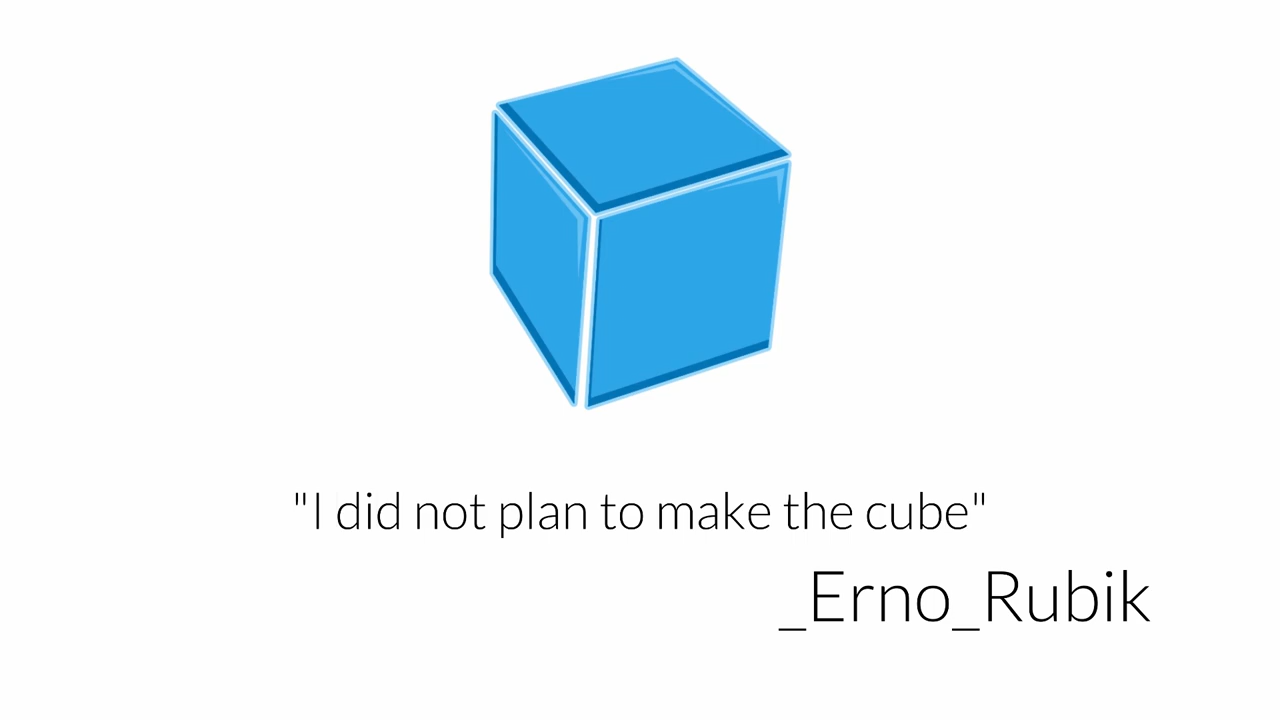 "I did not plan to make the cube"
_Erno_Rubik